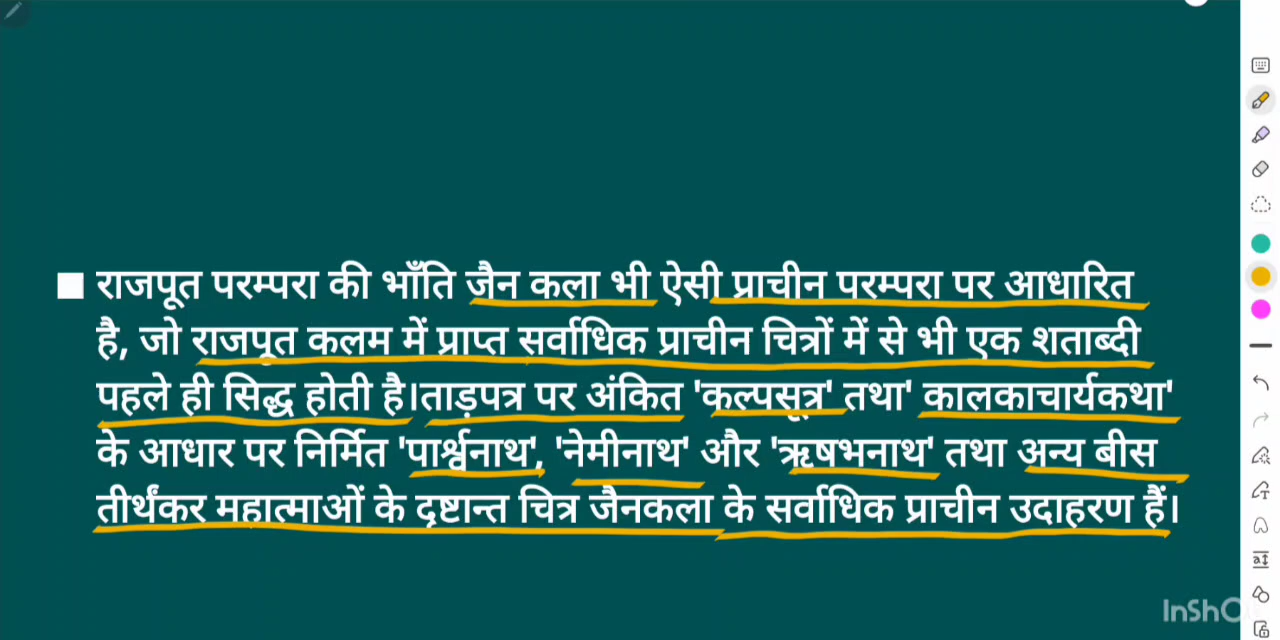 राजपूत परम्परा की भाँति जैन कला भी ऐसी प्राचीन परम्परा पर आधारित
है, जो राजपूत कलम में प्राप्त सर्वाधिक प्राचीन चित्रों में से भी एक शताब्दी
पहले ही सिद्ध होती है।ताड़पत्र पर अंकित 'कल्पसूत्र' तथा' कालकाचार्यकथा'
के आधार पर निर्मित 'पार्श्वनाथ', 'नेमीनाथ' और 'ऋषभनाथ' तथा अन्य बीस
तीर्थंकर महात्माओं के दृष्टान्त चित्र जैनकला के सर्वाधिक प्राचीन उदाहरण हैं।